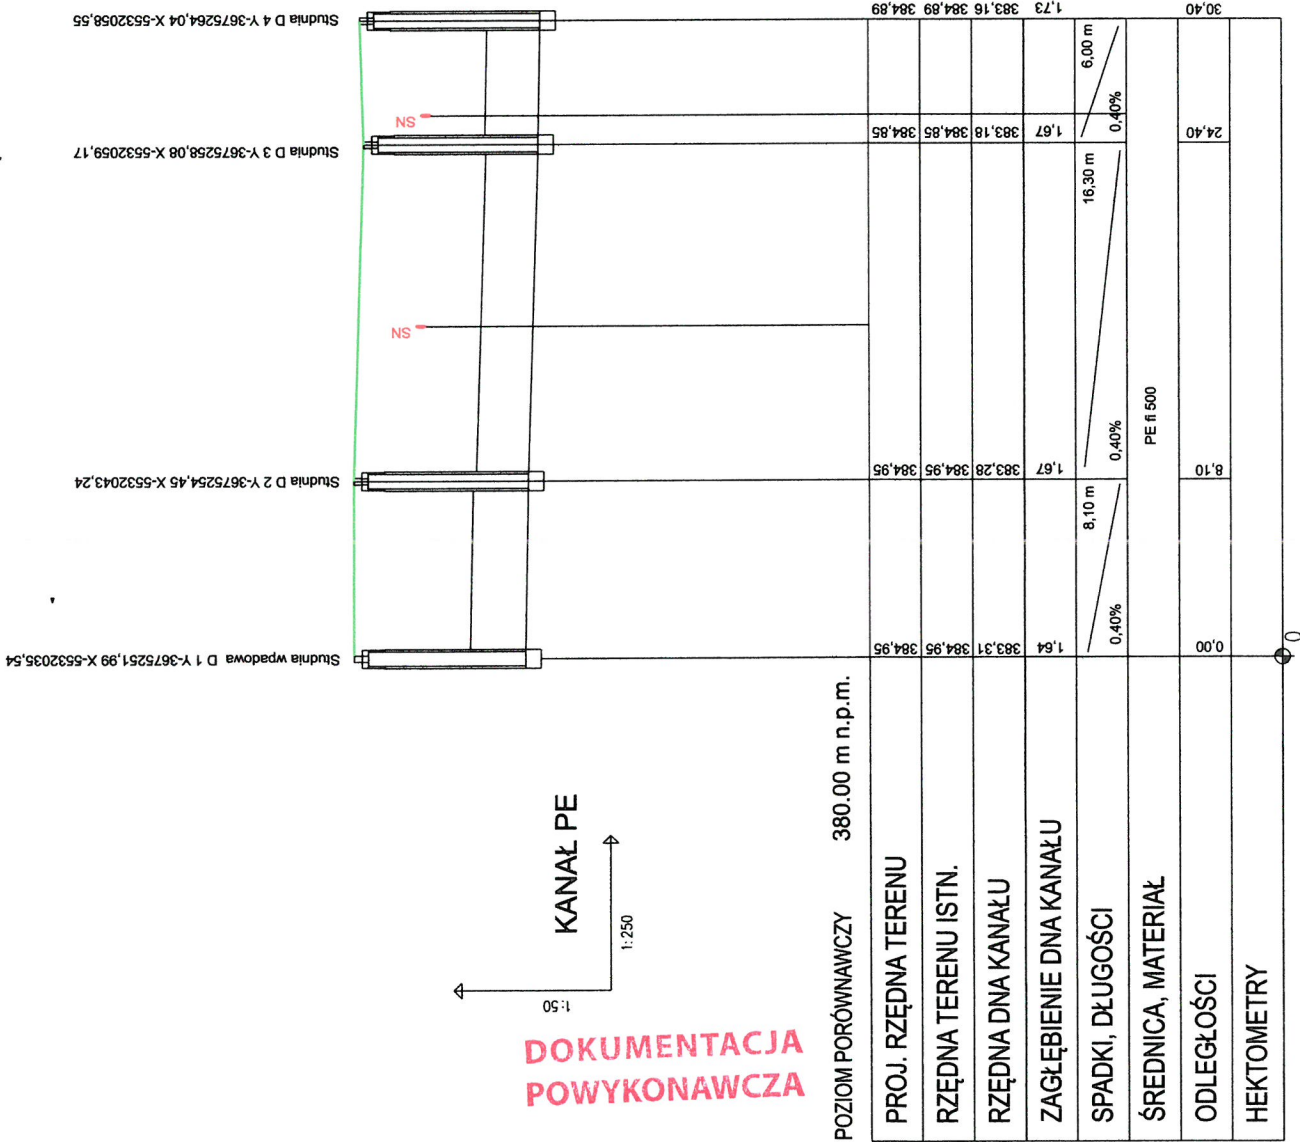 Studnia wpadowa D 1 Y-3675251,99 X-5532035,54
Studnia D 2 Y-3675254,45 X-5532043,24
Studnia D 3 Y-3675258,08 X-5532059,17
Studnia D 4 Y-3675264,04 X-5532058,55
SN
SN
KANAŁ PE
1:50
1:250
DOKUMENTACJA
POWYKONAWCZA
POZIOM PORÓWNAWCZY 380.00 m n.p.m.
PROJ. RZĘDNA TERENU 384,95 384,95 384,85 384,89
RZĘDNA TERENU ISTN. 384,95 384,95 384,85 384,89
RZĘDNA DNA KANAŁU 383,31 383,28 383,18 383,16
ZAGŁĘBIENIE DNA KANAŁU 1,64 1,67 1,67 1,73
SPADKI, DŁUGOŚCI 0,40% 8,10 m 0,40% 16,30 m 0,40% 6,00 m
ŚREDNICA, MATERIAŁ PE fi 500
ODLEGŁOŚCI 0,00 8,10 24,40 30,40
HEKTOMETRY 0